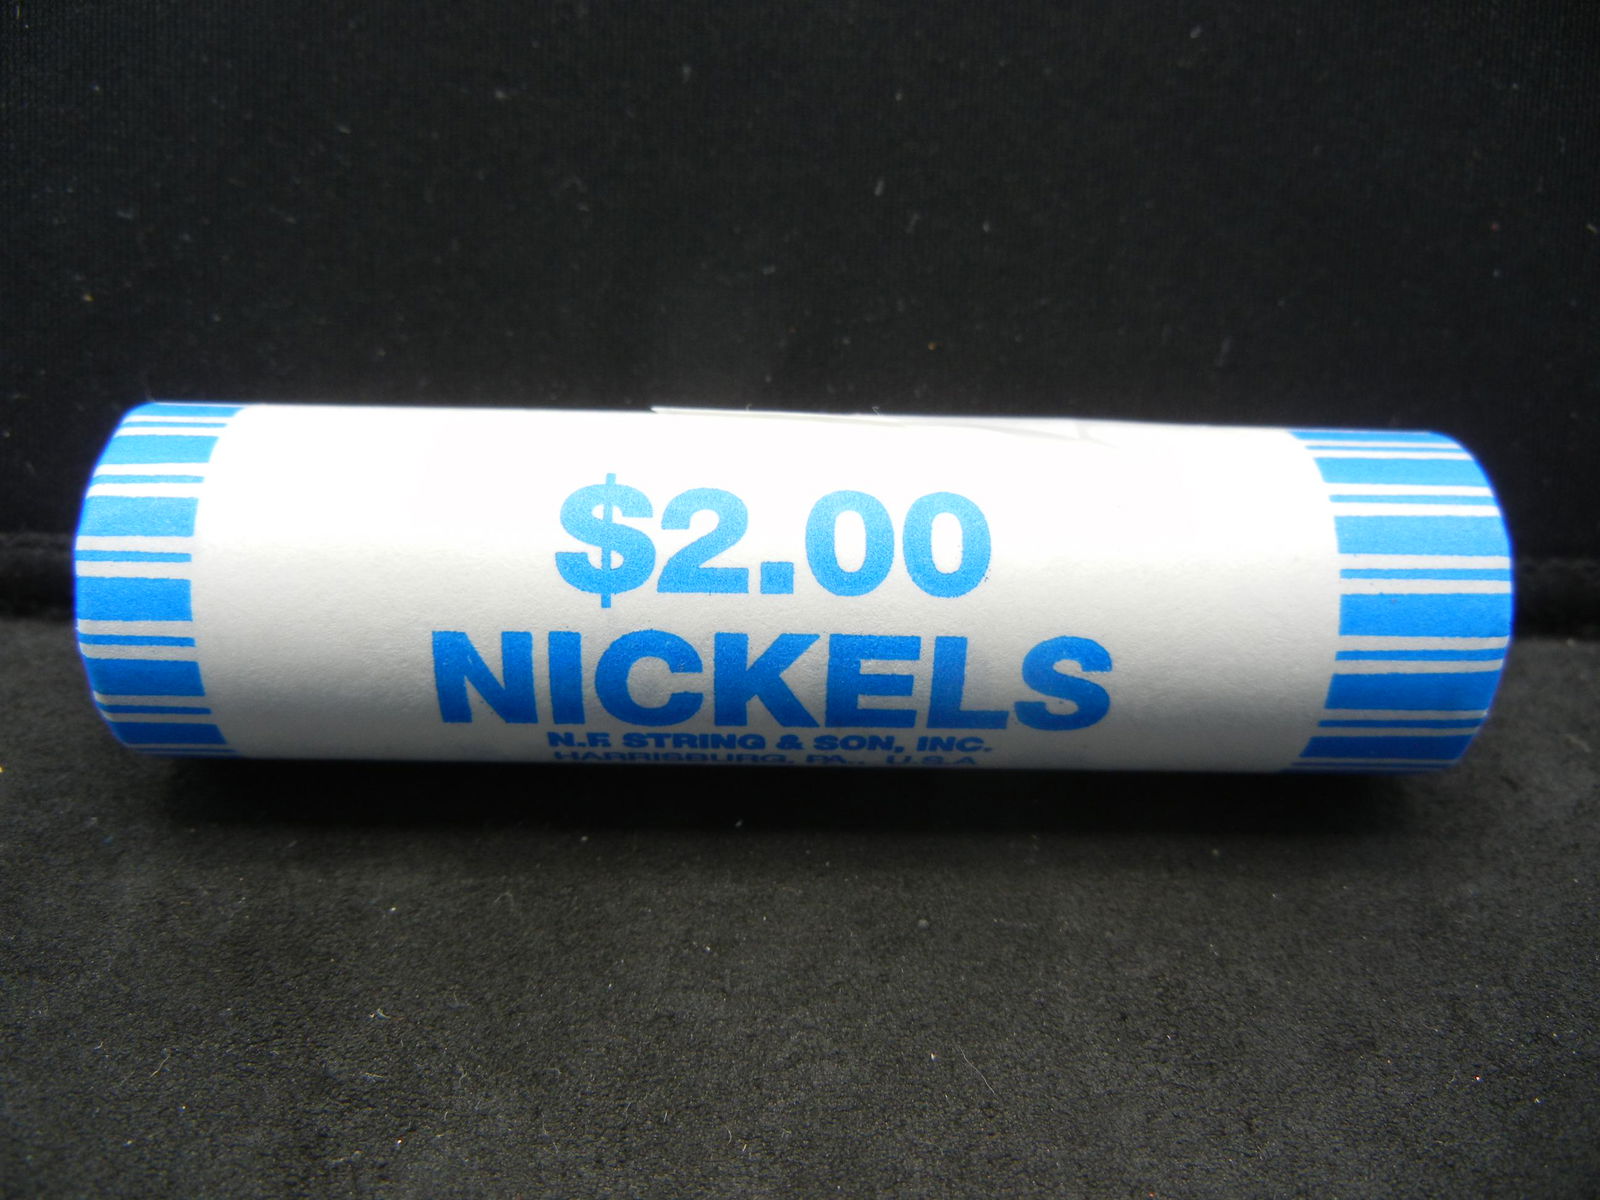 $2.00
NICKELS
N.F. STRING & SON, INC.
HARRISBURG, PA., U.S.A